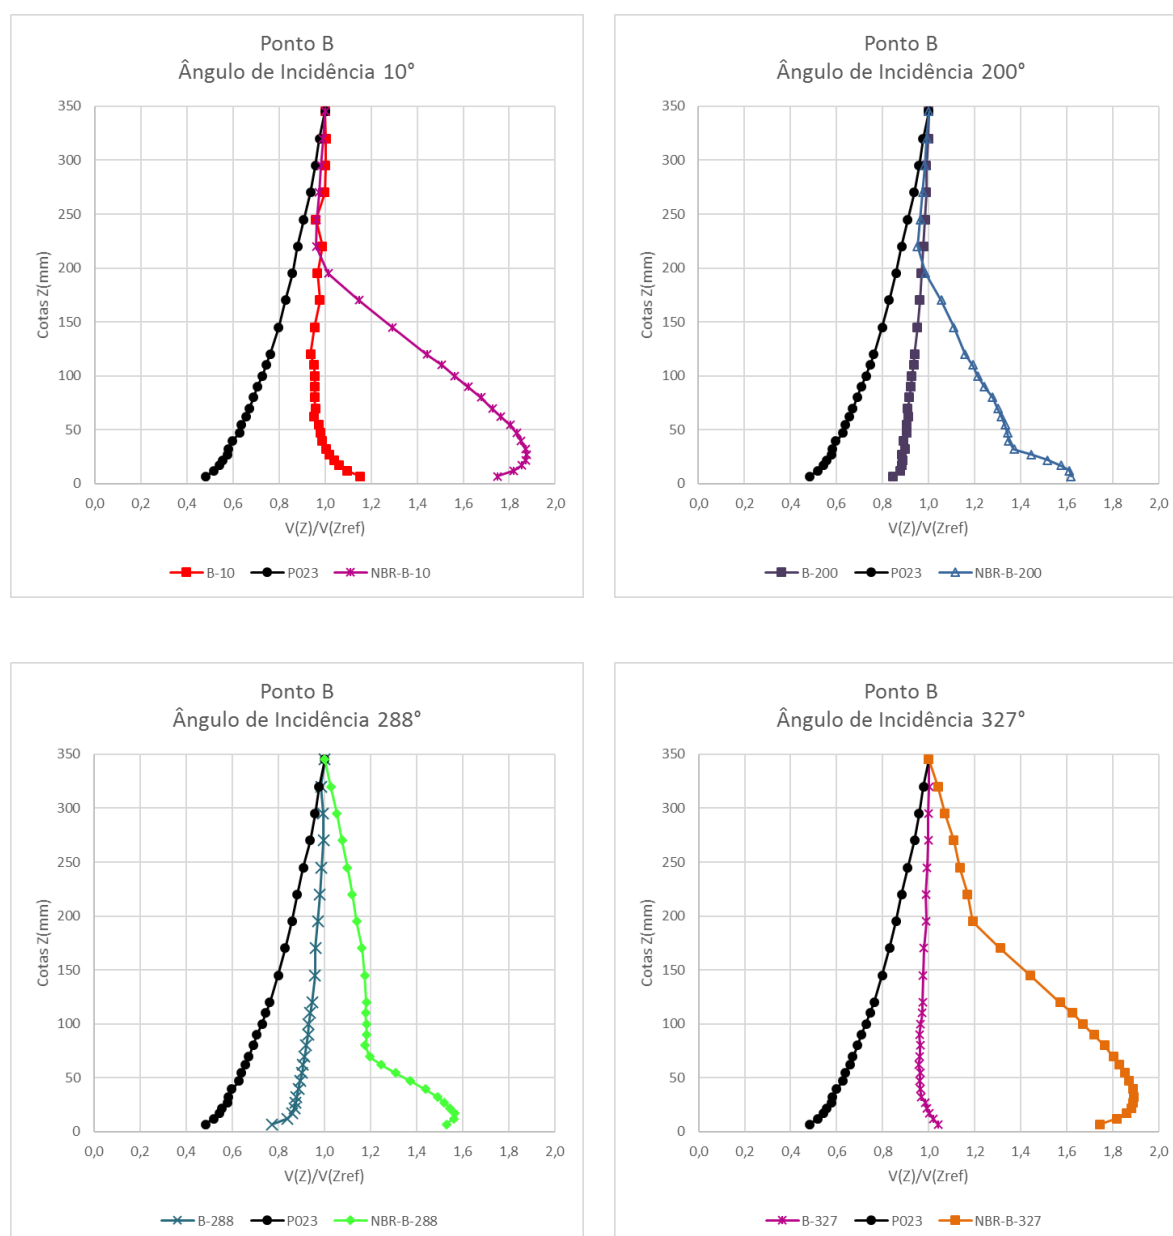 Ponto B
Ângulo de Incidência 10°
350
300
250
200
150
100
50
0
Cotas Z(mm)
0,0 0,2 0,4 0,6 0,8 1,0 1,2 1,4 1,6 1,8 2,0
V(Z)/V(Zref)
B-10 P023 NBR-B-10
Ponto B
Ângulo de Incidência 200°
350
300
250
200
150
100
50
0
Cotas Z(mm)
0,0 0,2 0,4 0,6 0,8 1,0 1,2 1,4 1,6 1,8 2,0
V(Z)/V(Zref)
B-200 P023 NBR-B-200
Ponto B
Ângulo de Incidência 288°
350
300
250
200
150
100
50
0
Cotas Z(mm)
0,0 0,2 0,4 0,6 0,8 1,0 1,2 1,4 1,6 1,8 2,0
V(Z)/V(Zref)
B-288 P023 NBR-B-288
Ponto B
Ângulo de Incidência 327°
350
300
250
200
150
100
50
0
Cotas Z(mm)
0,0 0,2 0,4 0,6 0,8 1,0 1,2 1,4 1,6 1,8 2,0
V(Z)/V(Zref)
B-327 P023 NBR-B-327